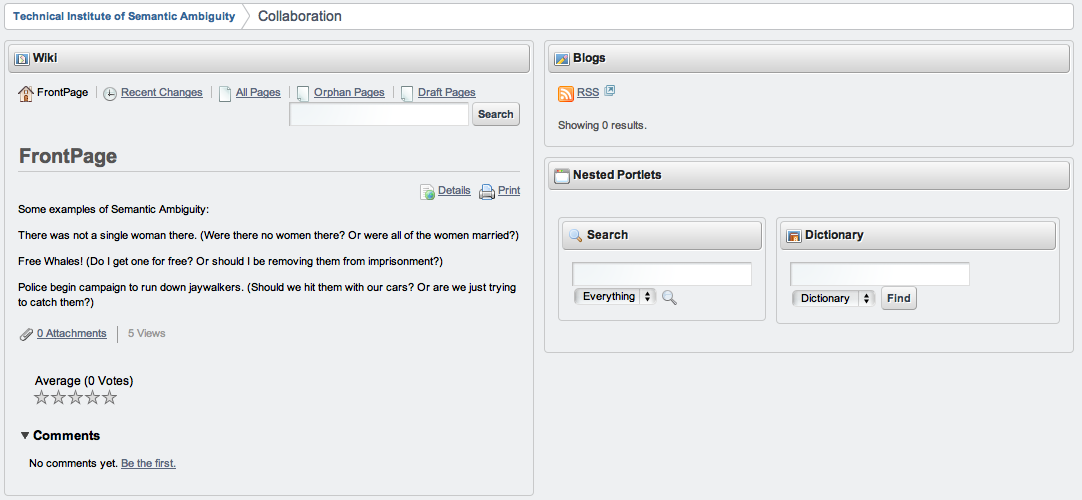 Technical Institute of Semantic Ambiguity Collaboration
Wiki
FrontPage Recent Changes All Pages Orphan Pages Draft Pages
Search
FrontPage
Details Print
Some examples of Semantic Ambiguity:
There was not a single woman there. (Were there no women there? Or were all of the women married?)
Free Whales! (Do I get one for free? Or should I be removing them from imprisonment?)
Police begin campaign to run down jaywalkers. (Should we hit them with our cars? Or are we just trying
to catch them?)
0 Attachments 5 Views
Average (0 Votes)
Comments
No comments yet. Be the first.
Blogs
RSS
Showing 0 results.
Nested Portlets
Search
Everything
Dictionary
Dictionary Find